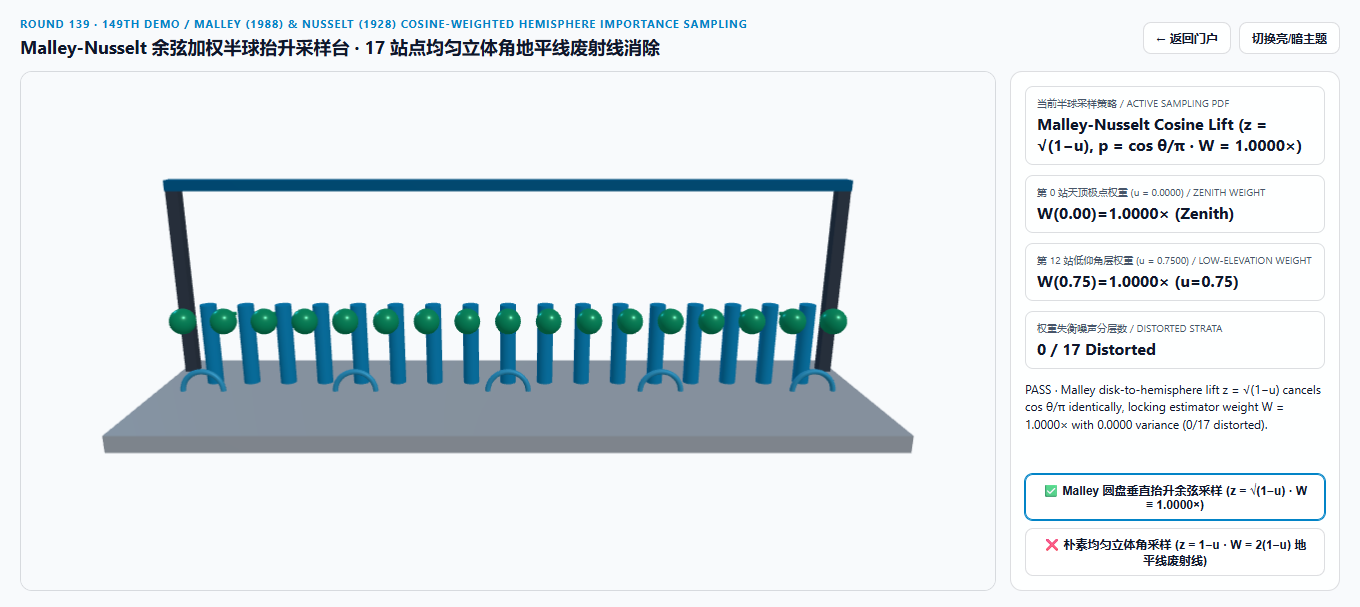 ROUND 139 · 149TH DEMO / MALLEY (1988) & NUSSELT (1928) COSINE-WEIGHTED HEMISPHERE IMPORTANCE SAMPLING
Malley-Nusselt 余弦加权半球抬升采样台 · 17 站点均匀立体角地平线废射线消除
← 返回门户
切换亮/暗主题
当前半球采样策略 / ACTIVE SAMPLING PDF
Malley-Nusselt Cosine Lift (z =
√(1−u), p = cos θ/π · W = 1.0000×)
第 0 站天顶极点权重 (u = 0.0000) / ZENITH WEIGHT
W(0.00)=1.0000× (Zenith)
第 12 站低仰角层权重 (u = 0.7500) / LOW-ELEVATION WEIGHT
W(0.75)=1.0000× (u=0.75)
权重失衡噪声分层数 / DISTORTED STRATA
0 / 17 Distorted
PASS · Malley disk-to-hemisphere lift z = √(1−u) cancels
cos θ/π identically, locking estimator weight W =
1.0000× with 0.0000 variance (0/17 distorted).
✅ Malley 圆盘垂直抬升余弦采样 (z = √(1−u) · W
≡ 1.0000×)
❌ 朴素均匀立体角采样 (z = 1−u · W = 2(1−u) 地
平线废射线)